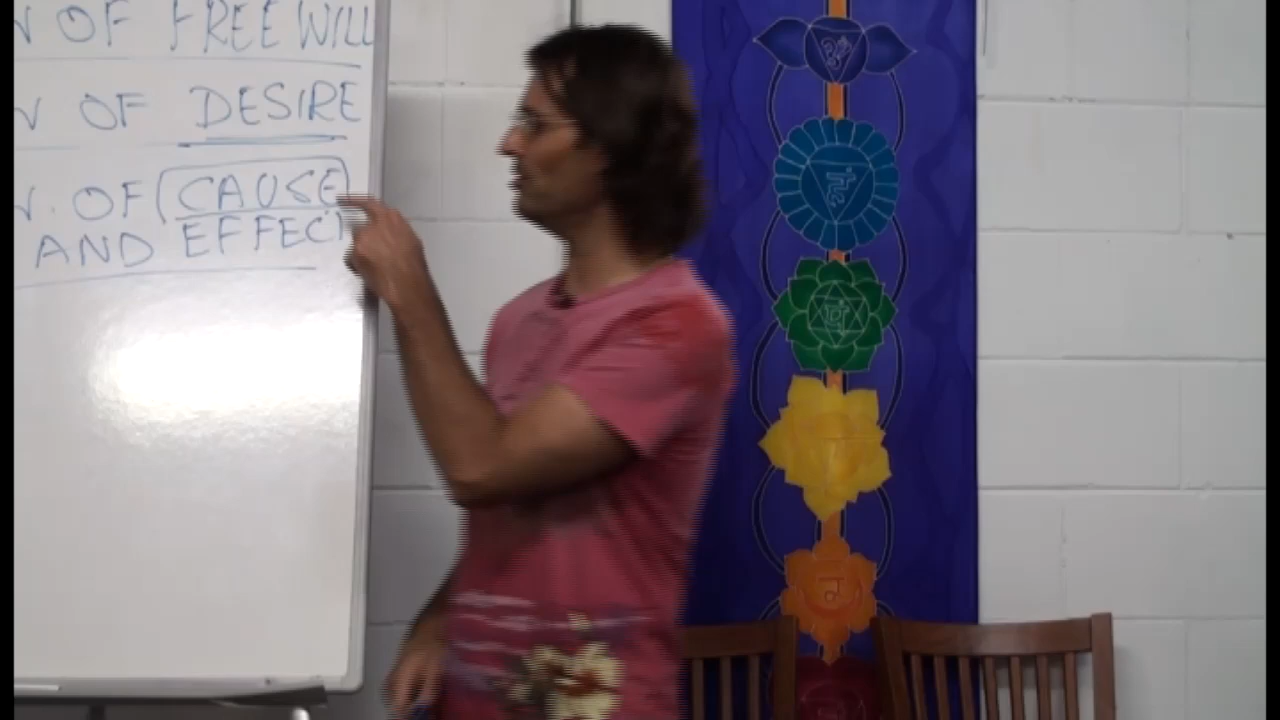 OF FREE WILL
OF DESIRE
OF CAUSE
AND EFFECT
ॐ